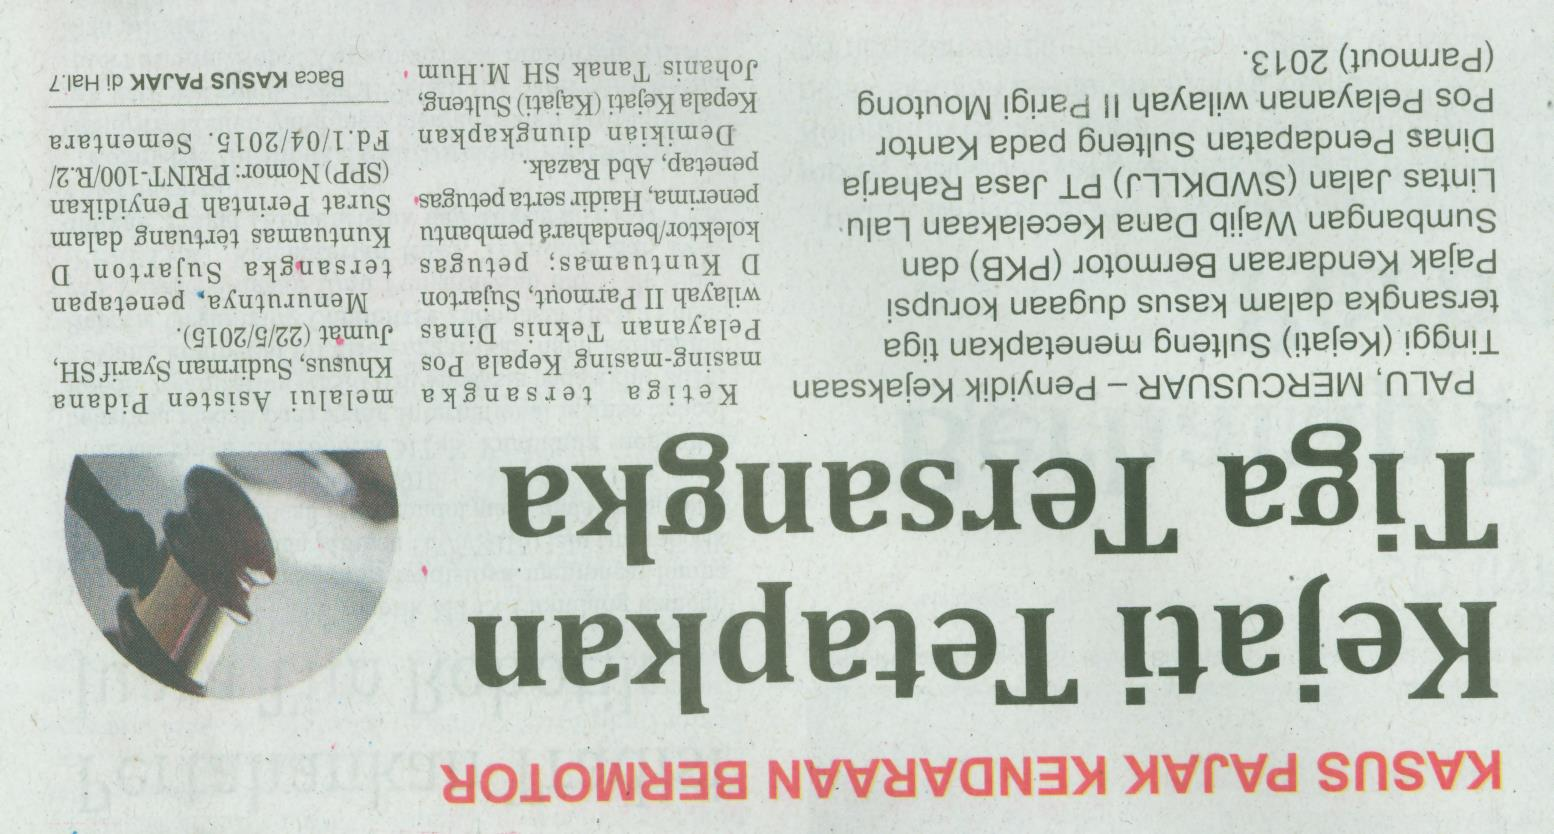 KASUS PAJAK KENDARAAN BERMOTOR
Kejati Tetapkan
Tiga Tersangka
PALU, MERCUSUAR – Penyidik Kejaksaan
Tinggi (Kejati) Sulteng menetapkan tiga
tersangka dalam kasus dugaan korupsi
Pajak Kendaraan Bermotor (PKB) dan
Sumbangan Wajib Dana Kecelakaan Lalu
Lintas Jalan (SWDKLLJ) PT Jasa Raharja
Dinas Pendapatan Sulteng pada Kantor
Pos Pelayanan wilayah II Parigi Moutong
(Parmout) 2013.
Ketiga tersangka
masing-masing Kepala Pos
Pelayanan Teknis Dinas
wilayah II Parmout, Sujarton
D Kuntuamas; petugas
kolektor/bendahara pembantu
penerima, Haidir serta petugas
penetap, Abd Razak.
Demikian diungkapkan
Kepala Kejati (Kajati) Sulteng,
Johanis Tanak SH M.Hum
melalui Asisten Pidana
Khusus, Sudirman Syarif SH,
Jumat (22/5/2015).
Menurutnya, penetapan
tersangka Sujarton D
Kuntuamas tertuang dalam
Surat Perintah Penyidikan
(SPP) Nomor: PRINT-100/R.2/
Fd.1/04/2015. Sementara
Baca KASUS PAJAK di Hal.7